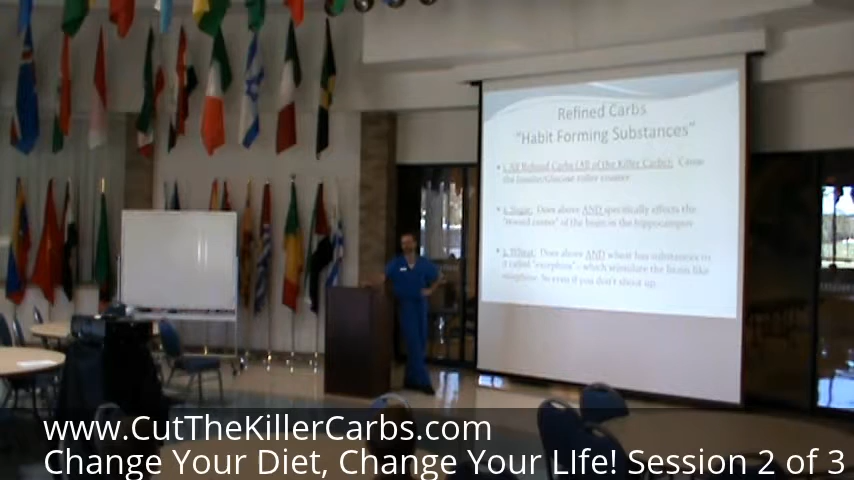 Refined Carbs
"Habit Forming Substances"
1. All Refined Carbs (All of the Killer Carbs): Cause
the Insulin/Glucose roller coaster
2. Sugar: Does above AND specifically effects the
"Reward center" of the brain in the hippocampus
3. Wheat: Does above AND wheat has substances in
it called "exorphins" - which stimulate the brain like
So even if you don't shoot up
www.CutTheKillerCarbs.com
Change Your Diet, Change Your LIfe! Session 2 of 3